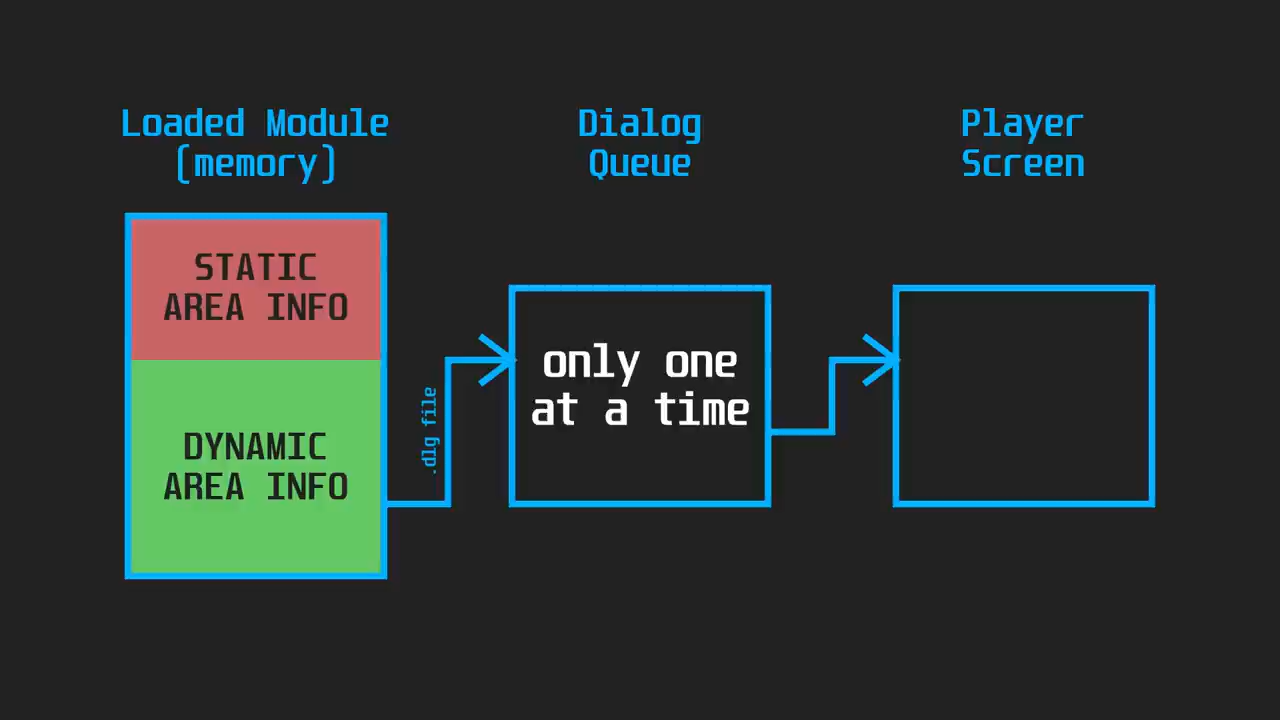 Loaded Module
(memory)
Dialog
Queue
Player
Screen
STATIC
AREA INFO
DYNAMIC
AREA INFO
.dlg file
only one
at a time